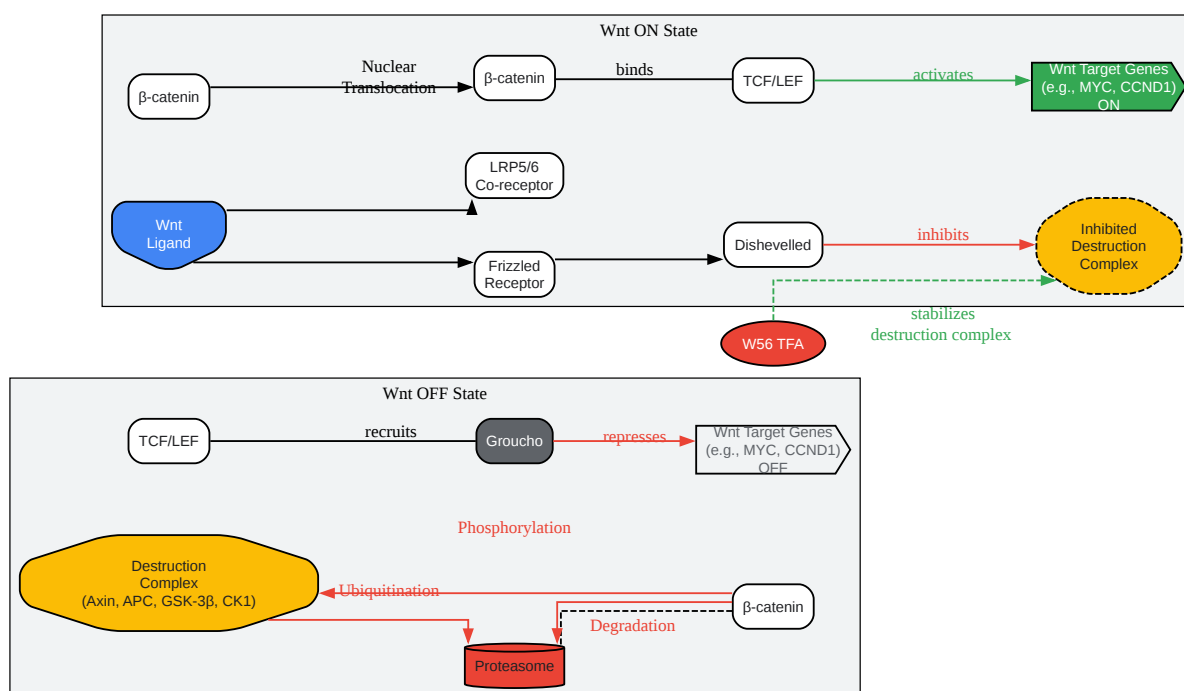 Wnt ON State
Nuclear
Translocation
β-catenin
β-catenin
binds
TCF/LEF
activates
Wnt Target Genes
(e.g., MYC, CCND1)
ON
LRP5/6
Co-receptor
Wnt
Ligand
Frizzled
Receptor
Dishevelled
inhibits
Inhibited
Destruction
Complex
stabilizes
destruction complex
W56 TFA
Wnt OFF State
TCF/LEF
recruits
Groucho
represses
Wnt Target Genes
(e.g., MYC, CCND1)
OFF
Phosphorylation
Destruction
Complex
(Axin, APC, GSK-3β, CK1)
Ubiquitination
β-catenin
Degradation
Proteasome